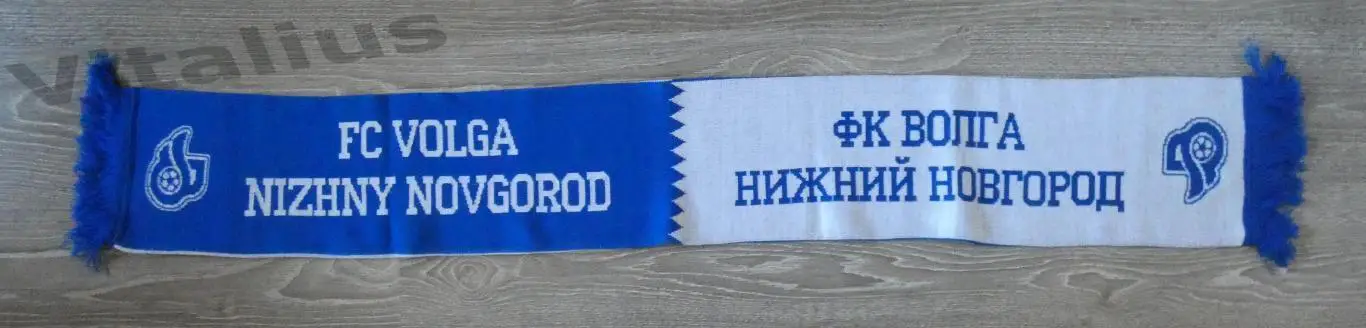 Vitalius
FC VOLGA
NIZHNY NOVGOROD
ФК ВОЛГА
НИЖНИЙ НОВГОРОД